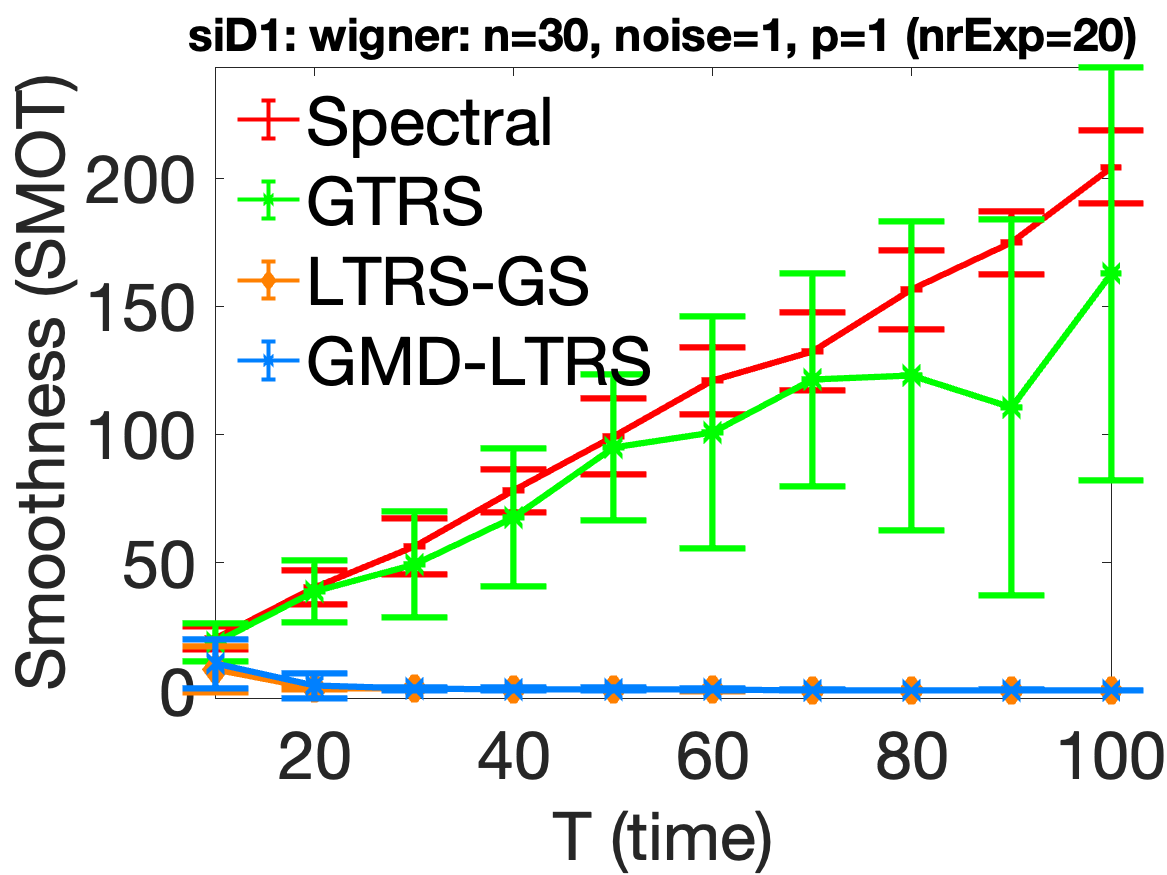 siD1: wigner: n=30, noise=1, p=1 (nrExp=20)
Smoothness (SMOT)
200
150
100
50
0
Spectral
GTRS
LTRS-GS
GMD-LTRS
20 40 60 80 100
T (time)